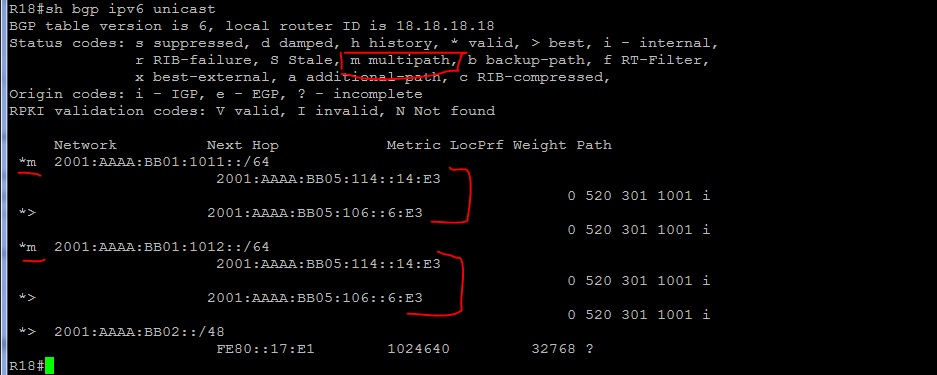 R18#sh bgp ipv6 unicast
BGP table version is 6, local router ID is 18.18.18.18
Status codes: s suppressed, d damped, h history, * valid, > best, i - internal,
r RIB-failure, S Stale, m multipath, b backup-path, f RT-Filter,
x best-external, a additional-path, c RIB-compressed,
Origin codes: i - IGP, e - EGP, ? - incomplete
RPKI validation codes: V valid, I invalid, N Not found
Network Next Hop Metric LocPrf Weight Path
*m 2001:AAAA:BB01:1011::/64
2001:AAAA:BB05:114::14:E3
0 520 301 1001 i
*> 2001:AAAA:BB05:106::6:E3
0 520 301 1001 i
*m 2001:AAAA:BB01:1012::/64
2001:AAAA:BB05:114::14:E3
0 520 301 1001 i
*> 2001:AAAA:BB05:106::6:E3
0 520 301 1001 i
*> 2001:AAAA:BB02::/48
FE80::17:E1 1024640 32768 ?
R18#